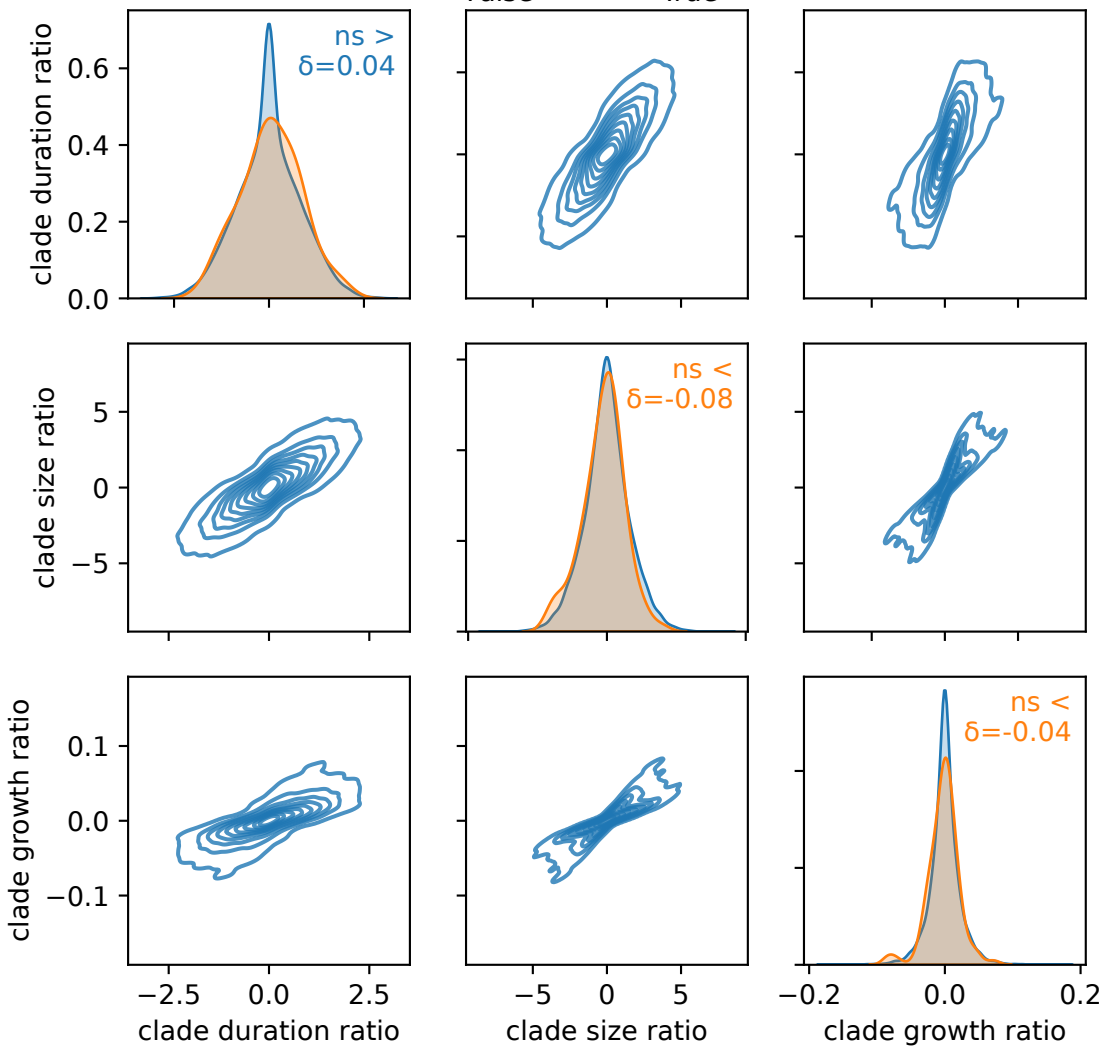 clade duration ratio
0.6
0.4
0.2
0.0
ns >
δ=0.04
clade size ratio
5
0
−5
ns <
δ=-0.08
clade growth ratio
0.1
0.0
−0.1
ns <
δ=-0.04
−2.5 0.0 2.5
−5 0 5
−0.2 0.0 0.2
clade duration ratio
clade size ratio
clade growth ratio